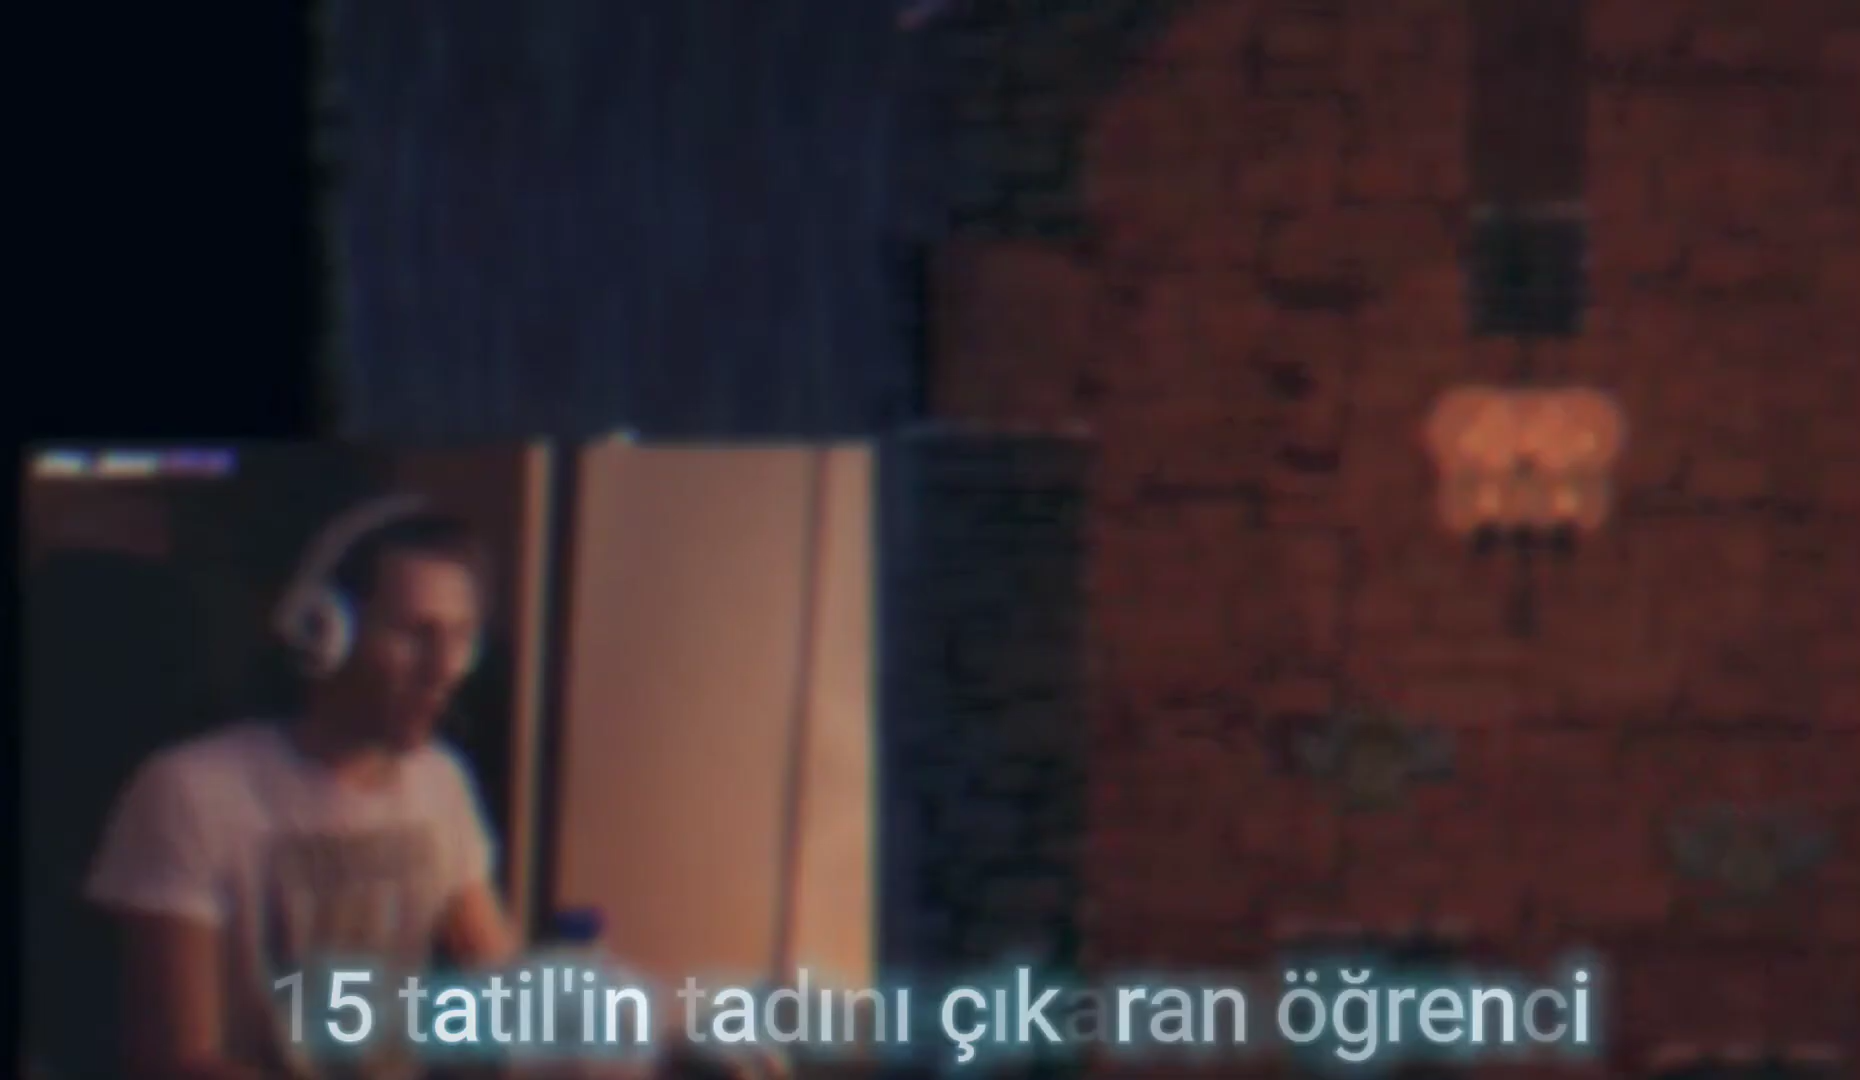 15 tatil'in tadını çıkaran öğrenci